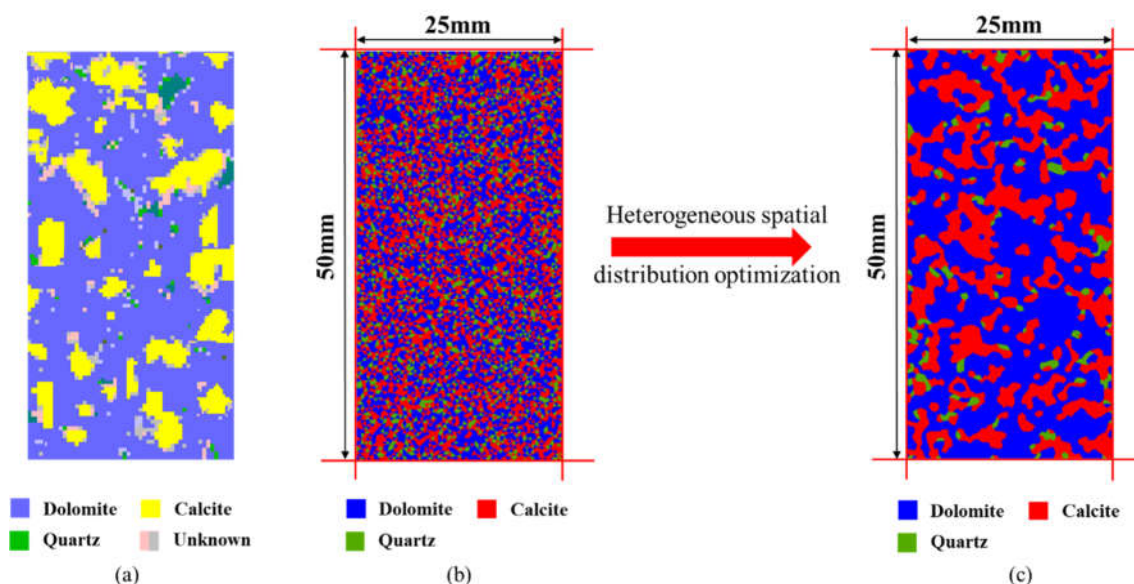 25mm
50mm
Heterogeneous spatial
distribution optimization
25mm
50mm
Dolomite Calcite
Quartz Unknown
(a)
Dolomite Calcite
Quartz
(b)
Dolomite Calcite
Quartz
(c)